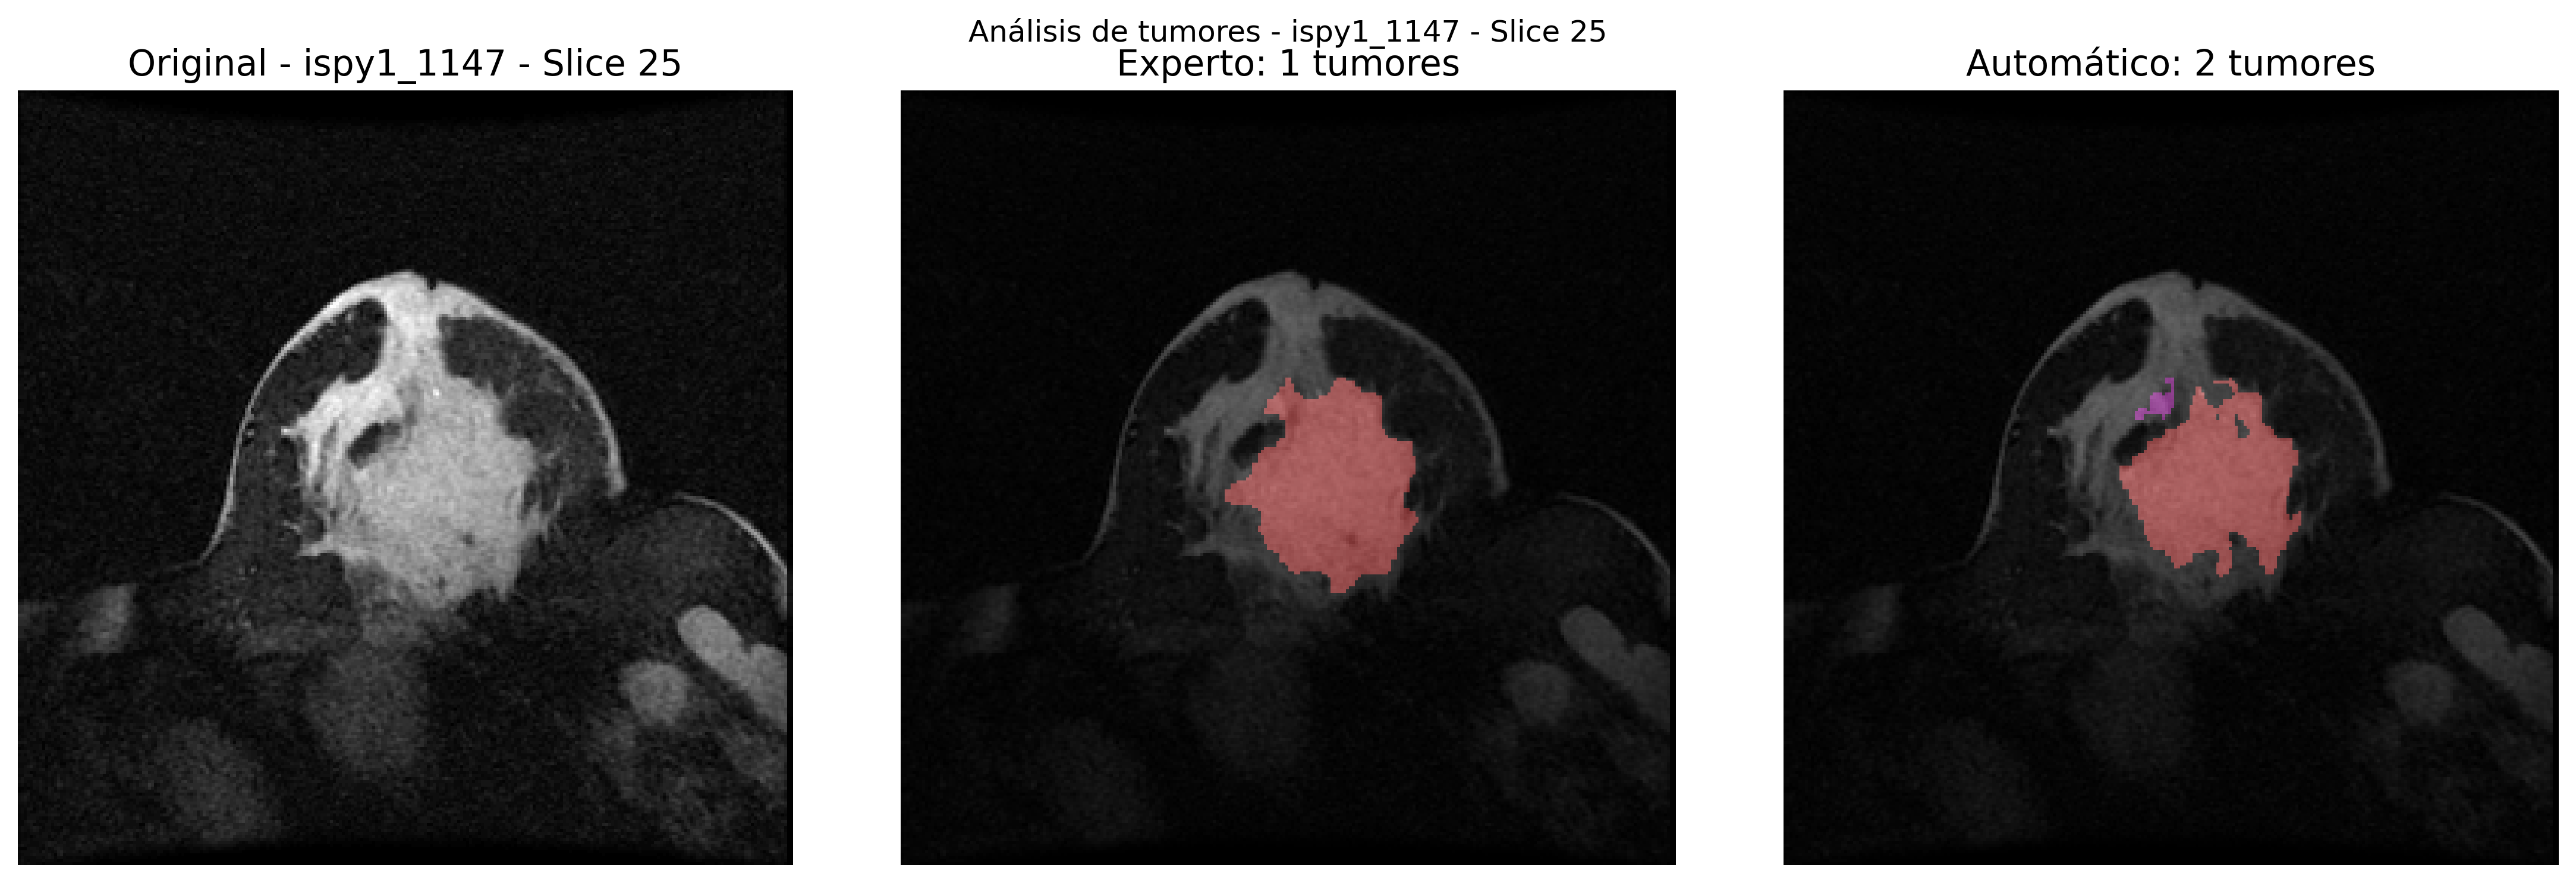 Análisis de tumores - ispy1_1147 - Slice 25
Original - ispy1_1147 - Slice 25
Experto: 1 tumores
Automático: 2 tumores